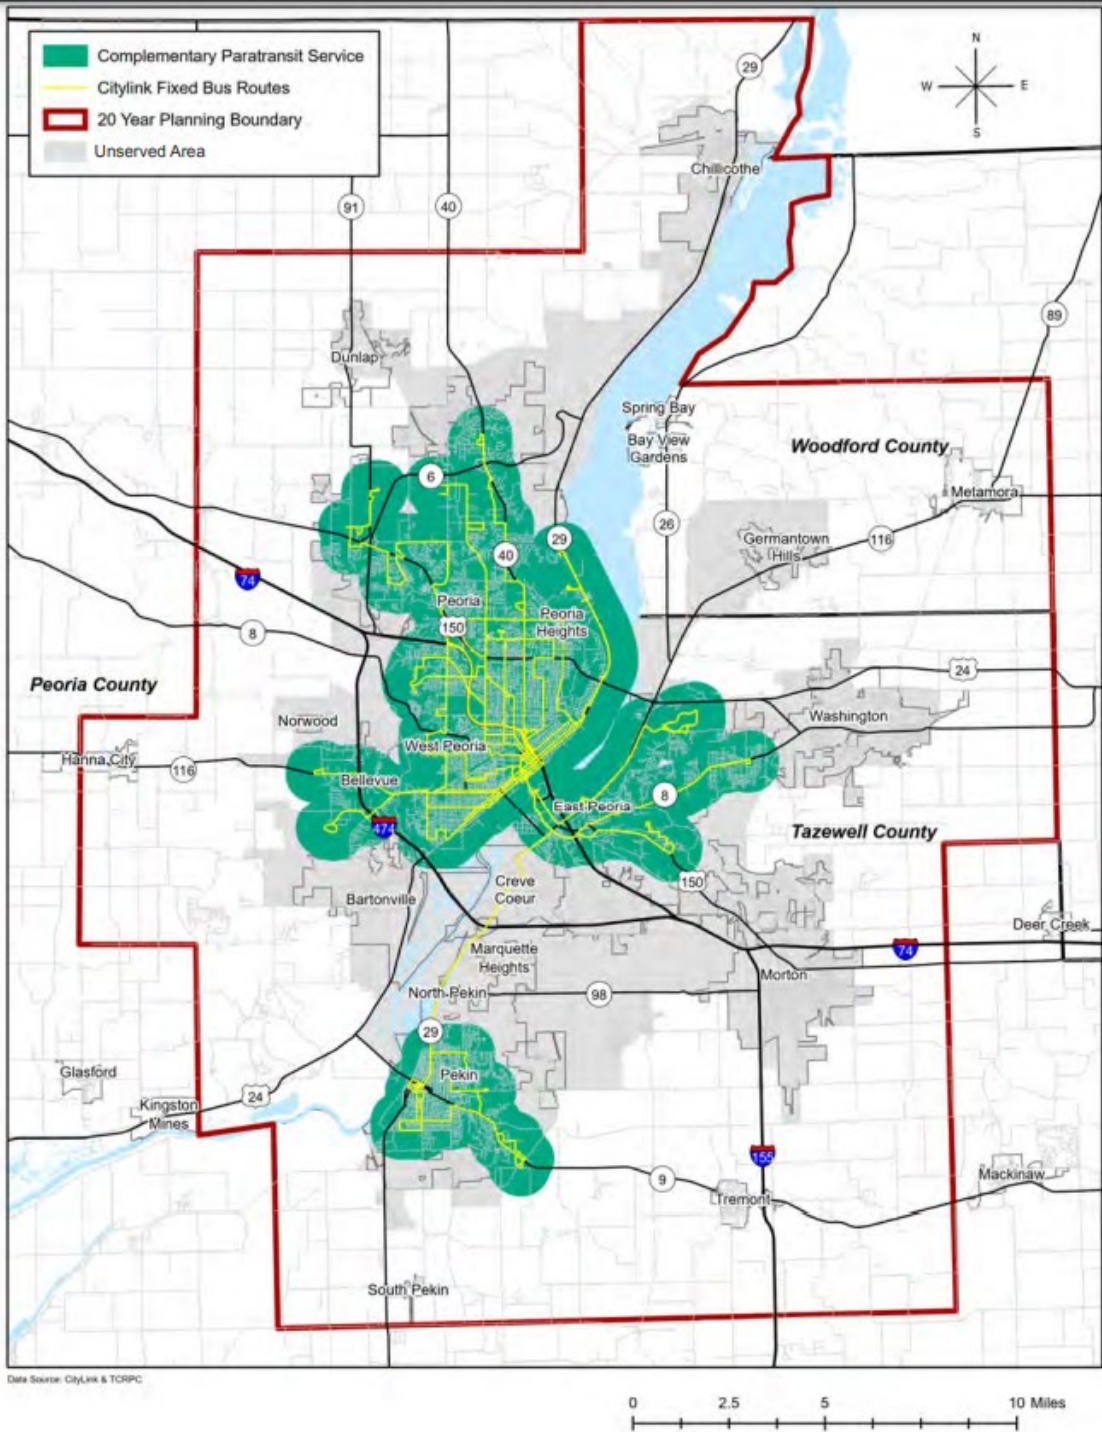 Complementary Paratransit Service
Citylink Fixed Bus Routes
20 Year Planning Boundary
Unserved Area
N
W E
S
29
Chillicothe
91
40
89
Dunlap
Spring Bay
Bay View
Gardens
Woodford County
6
Metamora
26
29
Germantown
Hills
116
40
74
Peoria
Peoria
Heights
150
8
24
Peoria County
Norwood
Washington
West Peoria
Hanna City
116
Bellevue
8
East Peoria
474
Tazewell County
Creve
Coeur
150
Bartonville
Deer Creek
Marquette
Heights
74
Morton
North Pekin
98
29
Glasford
Pekin
24
Kingston
Mines
155
9
Mackinaw
Tremont
South Pekin
Data Source: CityLink & TCRPC
0 2.5 5 10 Miles